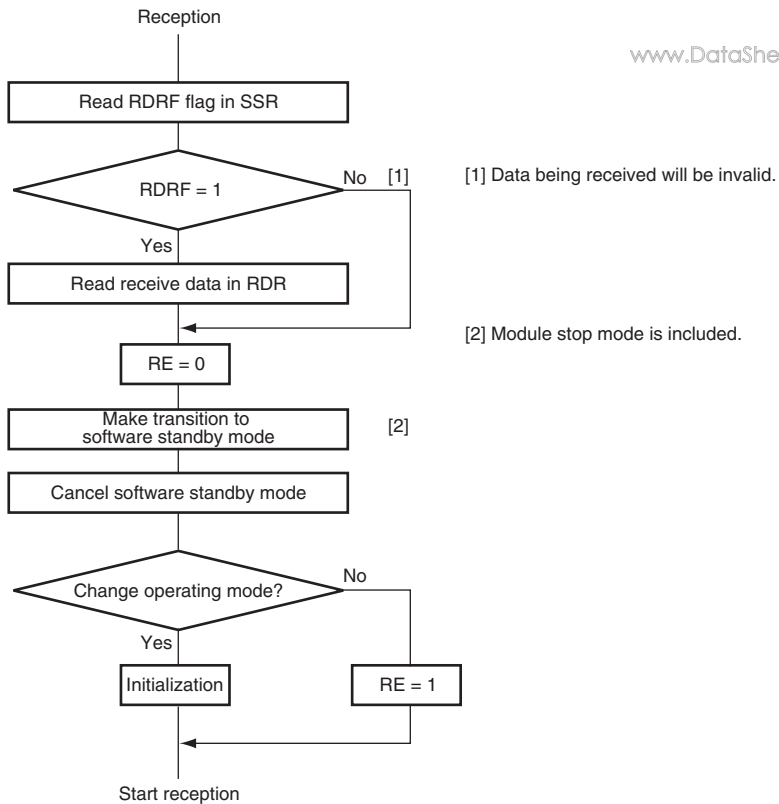 Reception
www.DataShe
Read RDRF flag in SSR
No [1]
[1] Data being received will be invalid.
RDRF = 1
Yes
Read receive data in RDR
[2] Module stop mode is included.
RE = 0
Make transition to
software standby mode
[2]
Cancel software standby mode
No
Change operating mode?
Yes
Initialization
RE = 1
Start reception